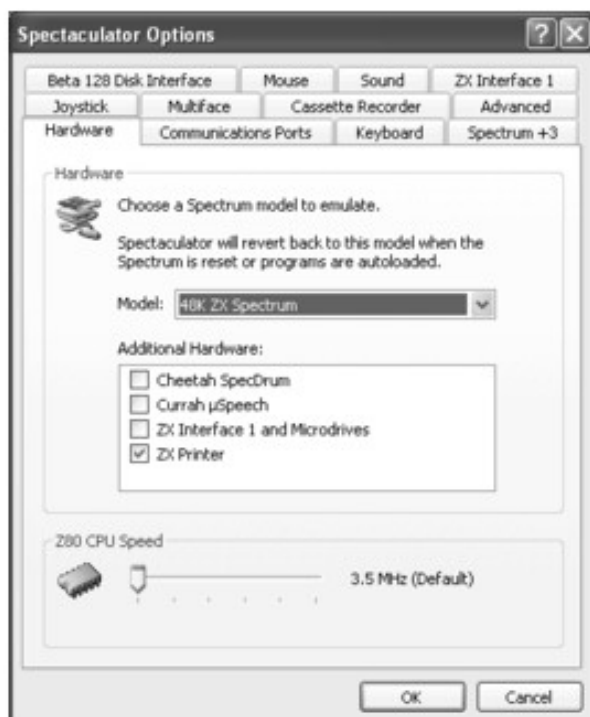 Spectaculator Options
Beta 128 Disk Interface Mouse Sound ZX Interface 1
Joystick Multiface Cassette Recorder Advanced
Hardware Communications Ports Keyboard Spectrum +3
Hardware
Choose a Spectrum model to emulate.
Spectaculator will revert back to this model when the
Spectrum is reset or programs are autoloaded.
Model: 48K ZX Spectrum
Additional Hardware:
Cheetah SpecDrum
Currah µSpeech
ZX Interface 1 and Microdrives
ZX Printer
Z80 CPU Speed
3.5 MHz (Default)
OK Cancel